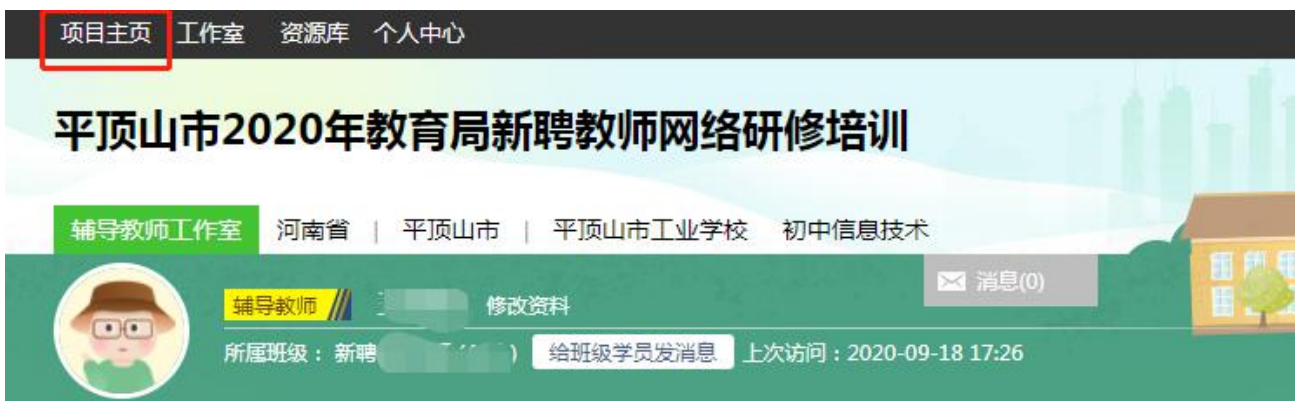 项目主页 工作室 资源库 个人中心
平顶山市2020年教育局新聘教师网络研修培训
辅导教师工作室 河南省 | 平顶山市 | 平顶山市工业学校 初中信息技术
消息(0)
辅导教师 修改资料
所属班级：新聘 ) 给班级学员发消息 上次访问：2020-09-18 17:26